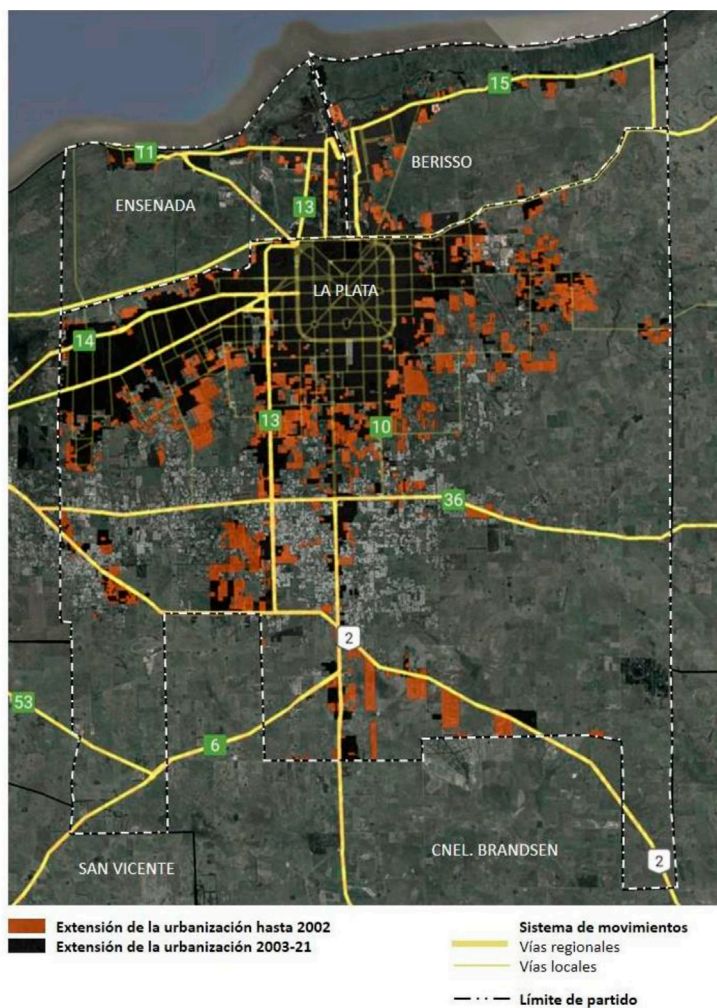 15
T1
BERISSO
ENSENADA
13
LA PLATA
14
13
10
36
2
53
6
SAN VICENTE
CNEL. BRANDSEN
2
Extensión de la urbanización hasta 2002
Extensión de la urbanización 2003-21
Sistema de movimientos
Vías regionales
Vías locales
Límite de partido